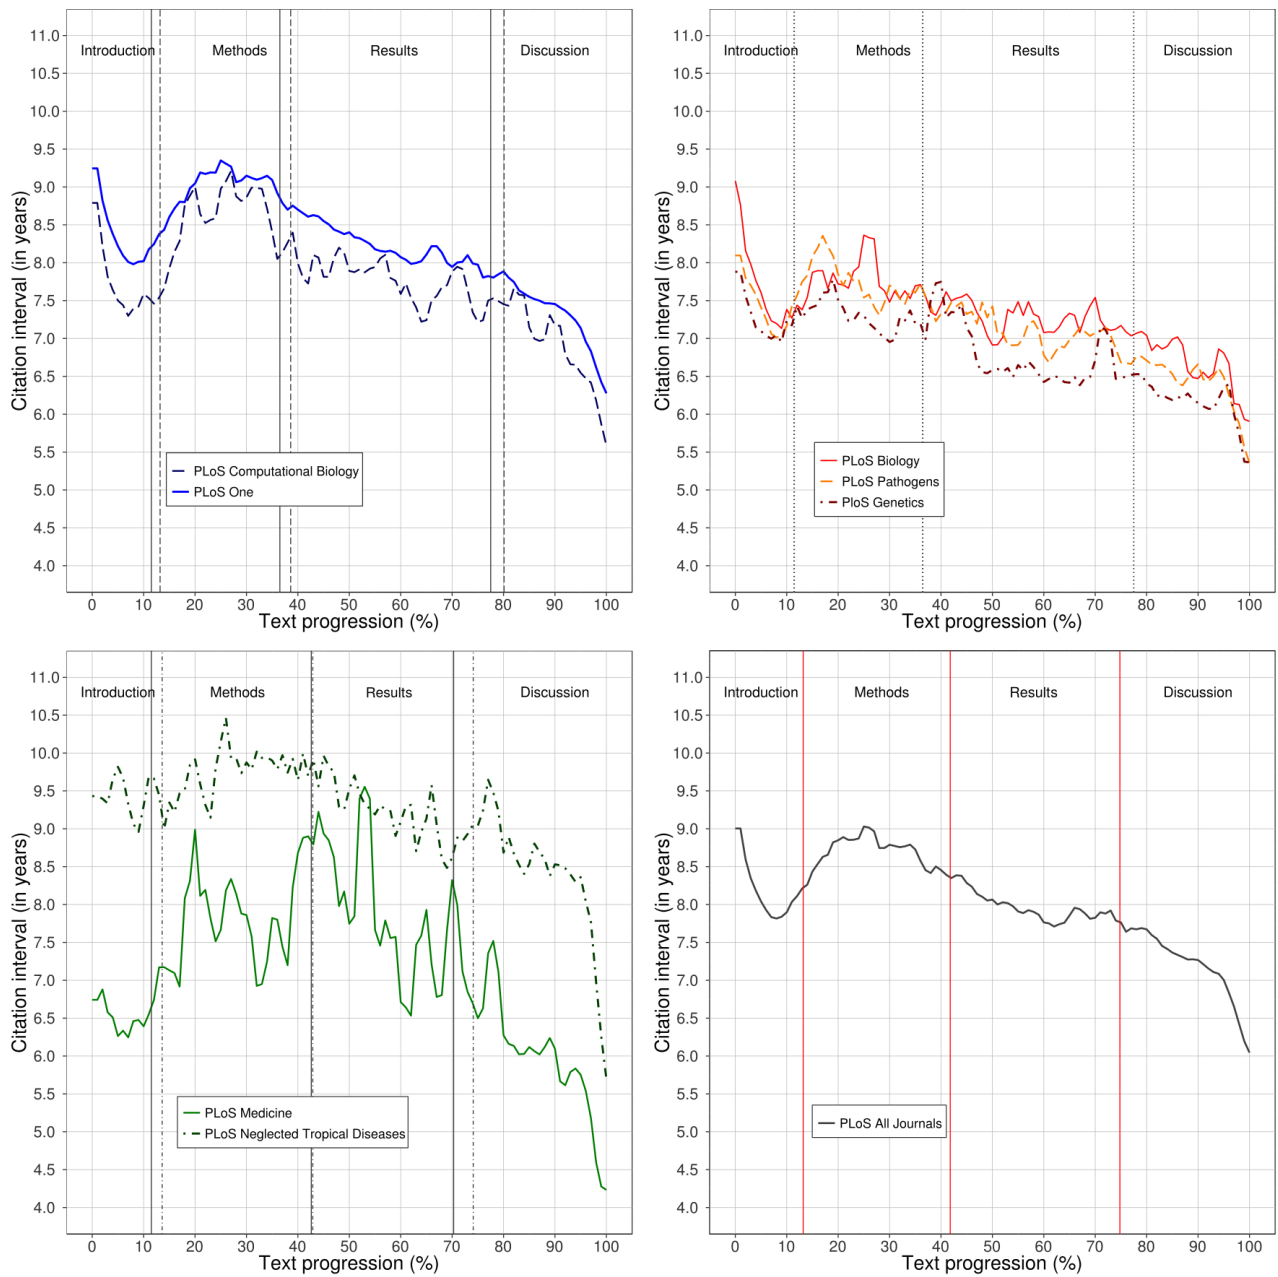 Introduction Methods Results Discussion
11.0
10.5
10.0
9.5
9.0
8.5
8.0
7.5
7.0
6.5
6.0
5.5
5.0
4.5
4.0
Citation interval (in years)
PLoS Computational Biology
PLoS One
0 10 20 30 40 50 60 70 80 90 100
Text progression (%)
Introduction Methods Results Discussion
11.0
10.5
10.0
9.5
9.0
8.5
8.0
7.5
7.0
6.5
6.0
5.5
5.0
4.5
4.0
Citation interval (in years)
PLoS Biology
PLoS Pathogens
PloS Genetics
0 10 20 30 40 50 60 70 80 90 100
Text progression (%)
Introduction Methods Results Discussion
11.0
10.5
10.0
9.5
9.0
8.5
8.0
7.5
7.0
6.5
6.0
5.5
5.0
4.5
4.0
Citation interval (in years)
PLoS Medicine
PLoS Neglected Tropical Diseases
0 10 20 30 40 50 60 70 80 90 100
Text progression (%)
Introduction Methods Results Discussion
11.0
10.5
10.0
9.5
9.0
8.5
8.0
7.5
7.0
6.5
6.0
5.5
5.0
4.5
4.0
Citation interval (in years)
PLoS All Journals
0 10 20 30 40 50 60 70 80 90 100
Text progression (%)